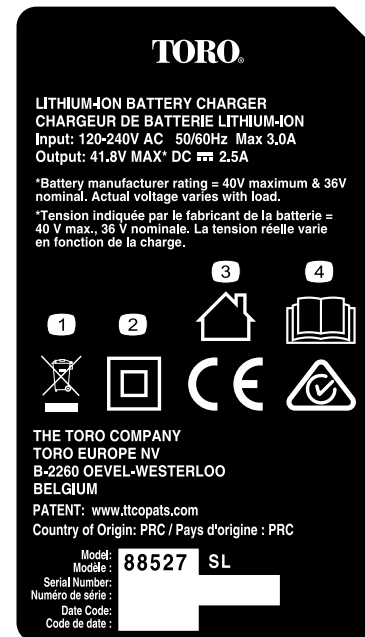 TORO®
LITHIUM-ION BATTERY CHARGER
CHARGEUR DE BATTERIE LITHIUM-ION
Input: 120-240V AC 50/60Hz Max 3.0A
Output: 41.8V MAX* DC ⎓ 2.5A
*Battery manufacturer rating = 40V maximum & 36V
nominal. Actual voltage varies with load.
*Tension indiquée par le fabricant de la batterie =
40 V max., 36 V nominale. La tension réelle varie
en fonction de la charge.
3 4
1 2
CE
THE TORO COMPANY
TORO EUROPE NV
B-2260 OEVEL-WESTERLOO
BELGIUM
PATENT: www.ttcopats.com
Country of Origin: PRC / Pays d'origine : PRC
Model:
Modèle : 88527 SL
Serial Number:
Numéro de série :
Date Code:
Code de date :